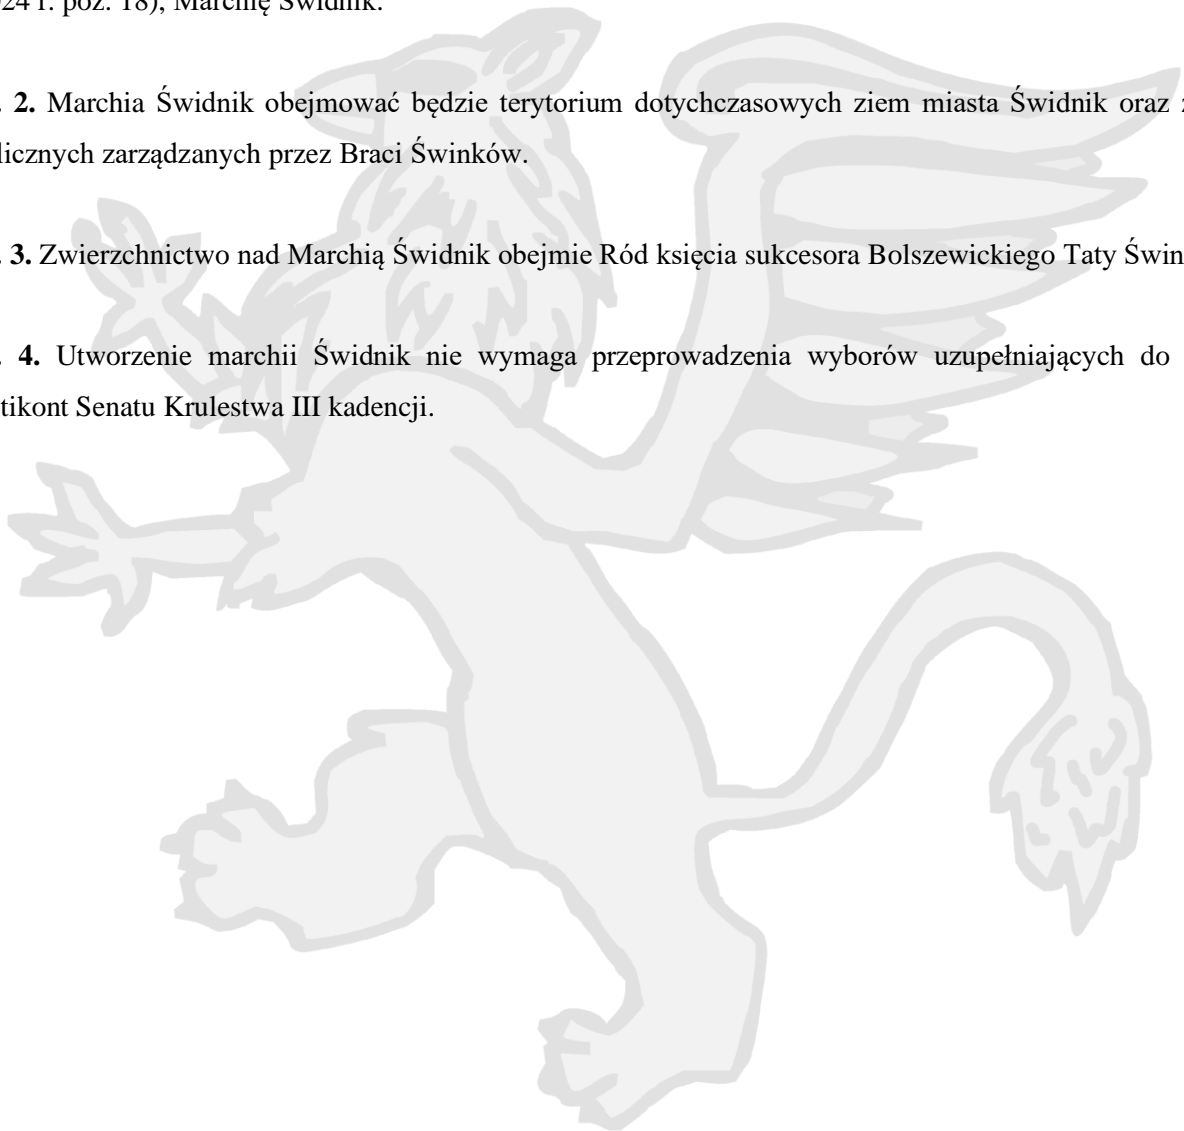 24 r. poz. 18), Marchię Świdnik.
2. Marchia Świdnik obejmować będzie terytorium dotychczasowych ziem miasta Świdnik oraz
licznych zarządzanych przez Braci Świnków.
3. Zwierzchnictwo nad Marchią Świdnik obejmie Ród księcia sukcesora Bolszewickiego Taty Świn
4. Utworzenie marchii Świdnik nie wymaga przeprowadzenia wyborów uzupełniających do
tikont Senatu Krulestwa III kadencji.